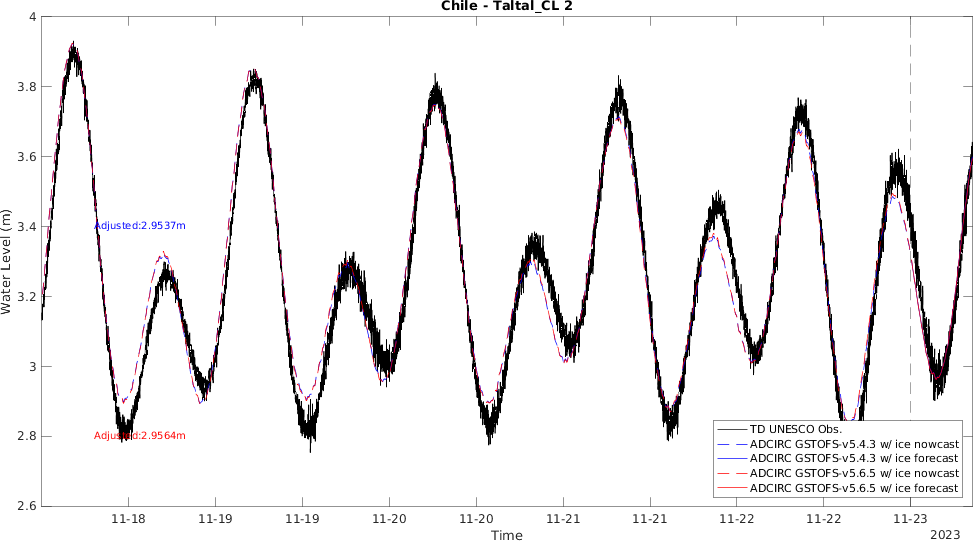 Chile - Taltal_CL 2
4
3.8
3.6
3.4
3.2
3
2.8
2.6
Water Level (m)
Adjusted:2.9537m
Adjusted:2.9564m
TD UNESCO Obs.
ADCIRC GSTOFS-v5.4.3 w/ ice nowcast
ADCIRC GSTOFS-v5.4.3 w/ ice forecast
ADCIRC GSTOFS-v5.6.5 w/ ice nowcast
ADCIRC GSTOFS-v5.6.5 w/ ice forecast
11-18 11-19 11-19 11-20 11-20 11-21 11-21 11-22 11-22 11-23
Time
2023